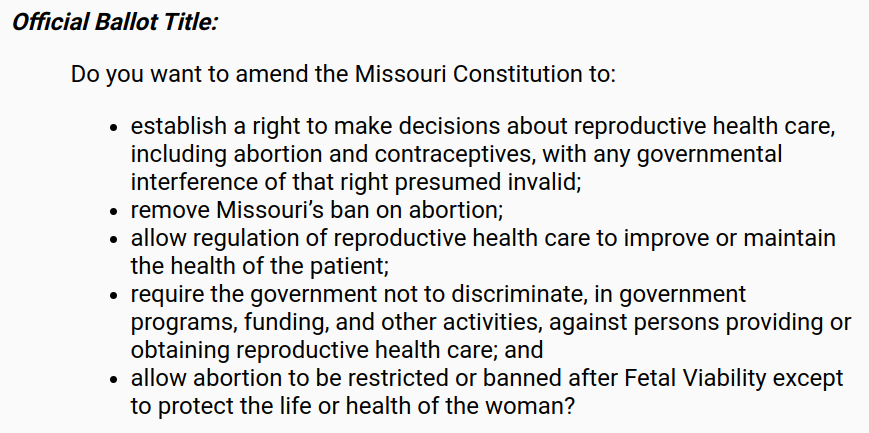 Official Ballot Title:
Do you want to amend the Missouri Constitution to:
• establish a right to make decisions about reproductive health care,
including abortion and contraceptives, with any governmental
interference of that right presumed invalid;
• remove Missouri’s ban on abortion;
• allow regulation of reproductive health care to improve or maintain
the health of the patient;
• require the government not to discriminate, in government
programs, funding, and other activities, against persons providing or
obtaining reproductive health care; and
• allow abortion to be restricted or banned after Fetal Viability except
to protect the life or health of the woman?